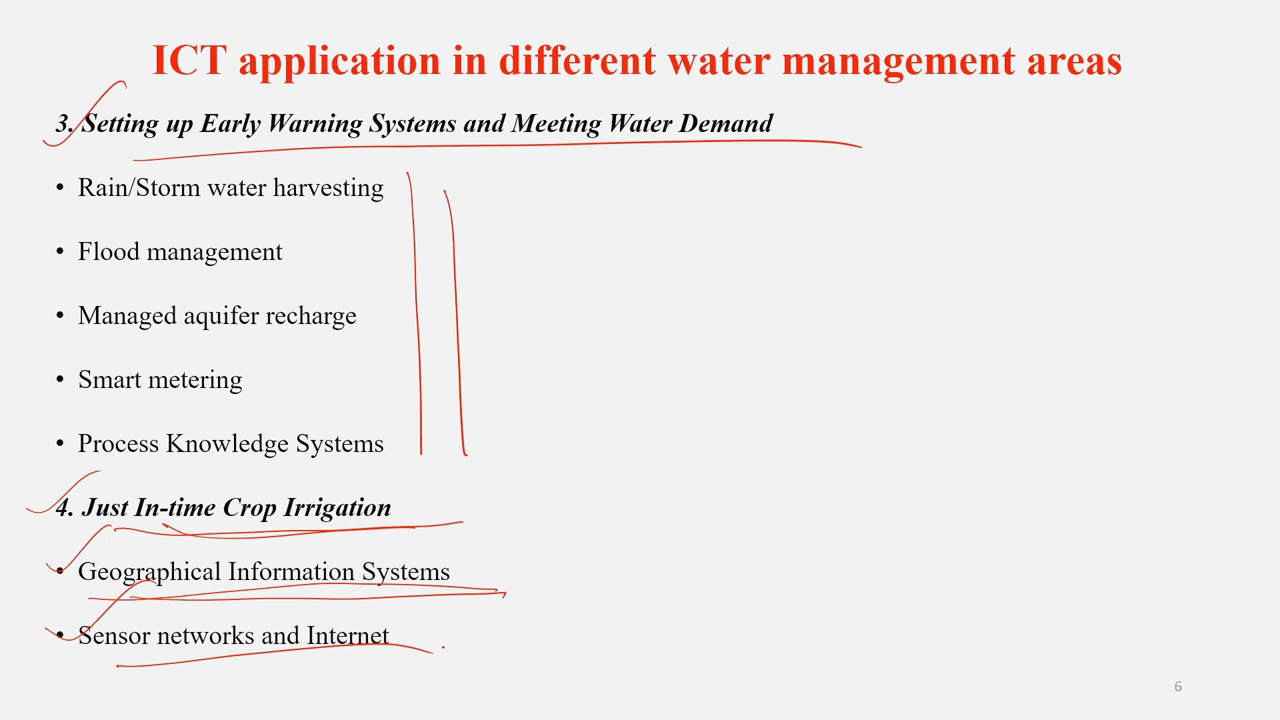 ICT application in different water management areas
3. Setting up Early Warning Systems and Meeting Water Demand
• Rain/Storm water harvesting
• Flood management
• Managed aquifer recharge
• Smart metering
• Process Knowledge Systems
4. Just In-time Crop Irrigation
• Geographical Information Systems
• Sensor networks and Internet
6